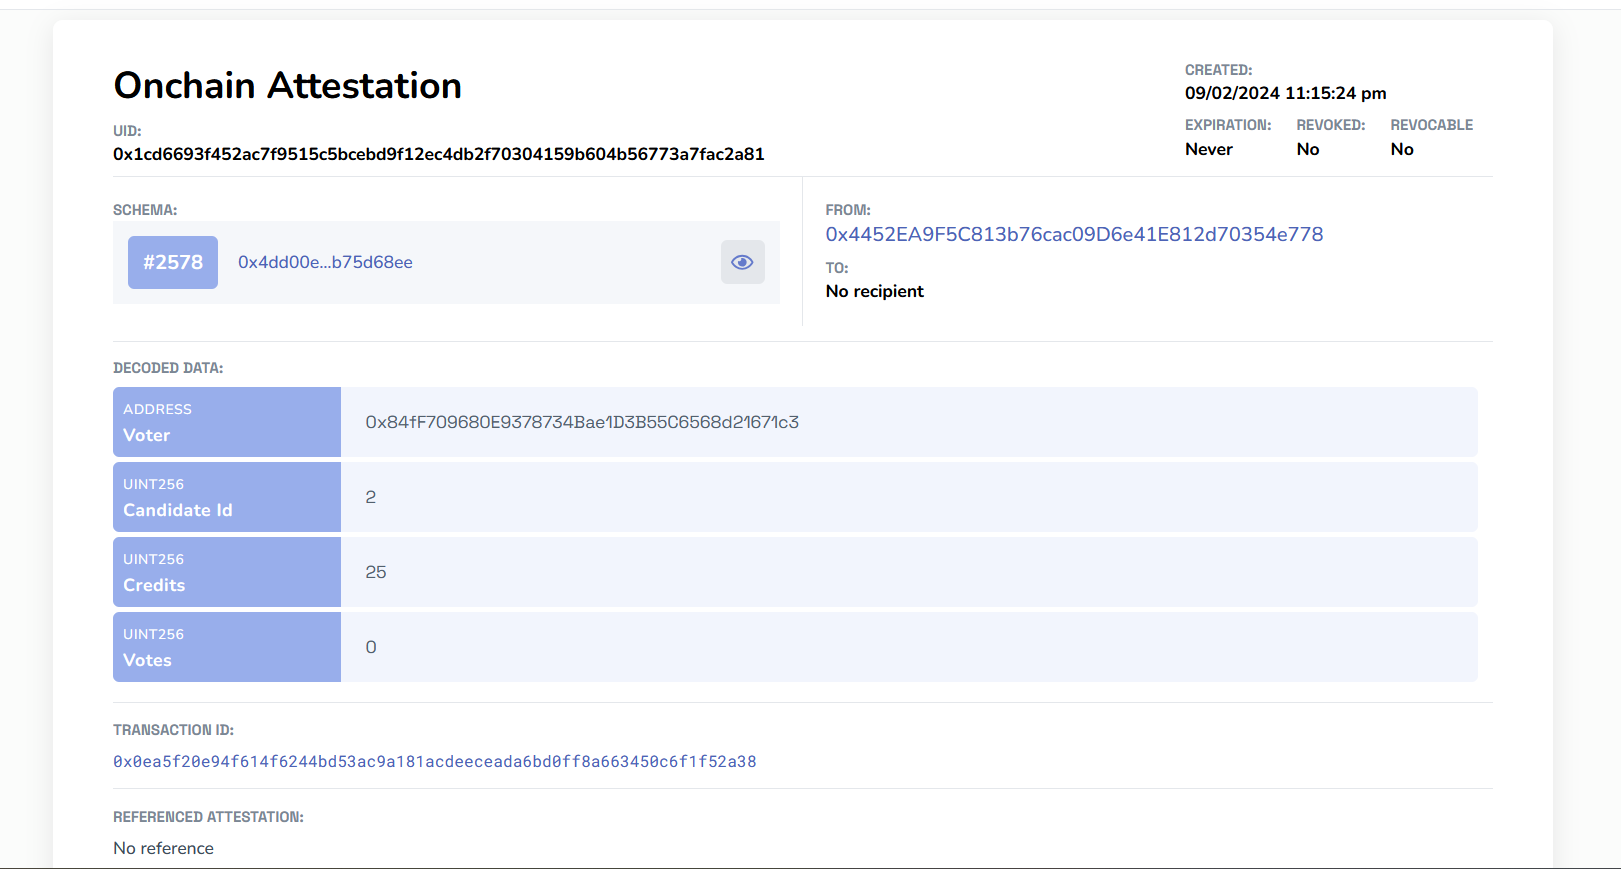 Onchain Attestation
CREATED:
09/02/2024 11:15:24 pm
UID:
0x1cd6693f452ac7f9515c5bcebd9f12ec4db2f70304159b604b56773a7fac2a81
EXPIRATION: REVOKED: REVOCABLE
Never No No
SCHEMA:
#2578 0x4dd00e...b75d68ee
FROM:
0x4452EA9F5C813b76cac09D6e41E812d70354e778
TO:
No recipient
DECODED DATA:
ADDRESS
Voter
0x84fF709680E9378734Bae1D3B55C6568d21671c3
UINT256
Candidate Id
2
UINT256
Credits
25
UINT256
Votes
0
TRANSACTION ID:
0x0ea5f20e94f614f6244bd53ac9a181acdeeceada6bd0ff8a663450c6f1f52a38
REFERENCED ATTESTATION:
No reference